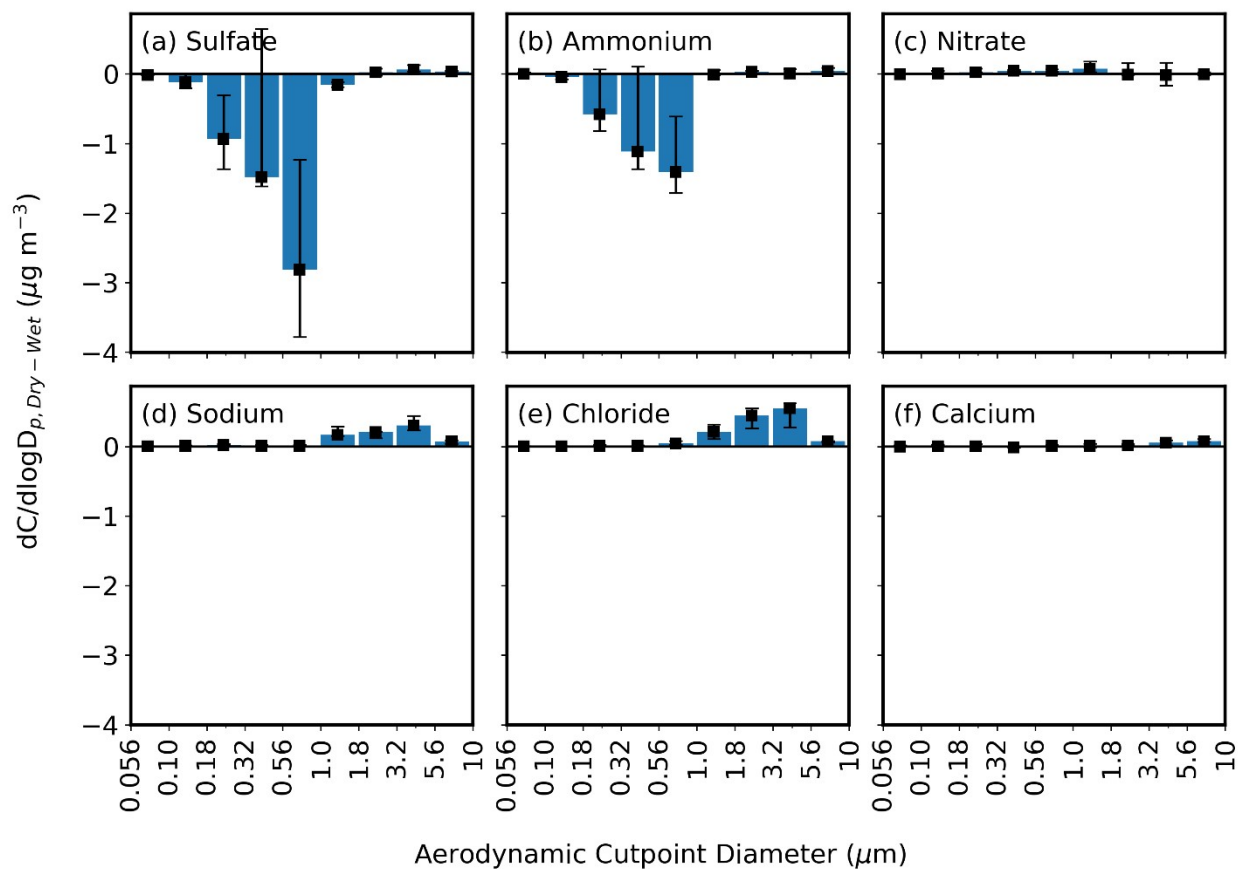 (a) Sulfate
(b) Ammonium
(c) Nitrate
0
−1
−2
−3
−4
(d) Sodium
(e) Chloride
(f) Calcium
0
−1
−2
−3
−4
dC/dlogD_{p, Dry−Wet} (μg m⁻³)
0.056 0.10 0.18 0.32 0.56 1.0 1.8 3.2 5.6 10
0.056 0.10 0.18 0.32 0.56 1.0 1.8 3.2 5.6 10
0.056 0.10 0.18 0.32 0.56 1.0 1.8 3.2 5.6 10
Aerodynamic Cutpoint Diameter (μm)